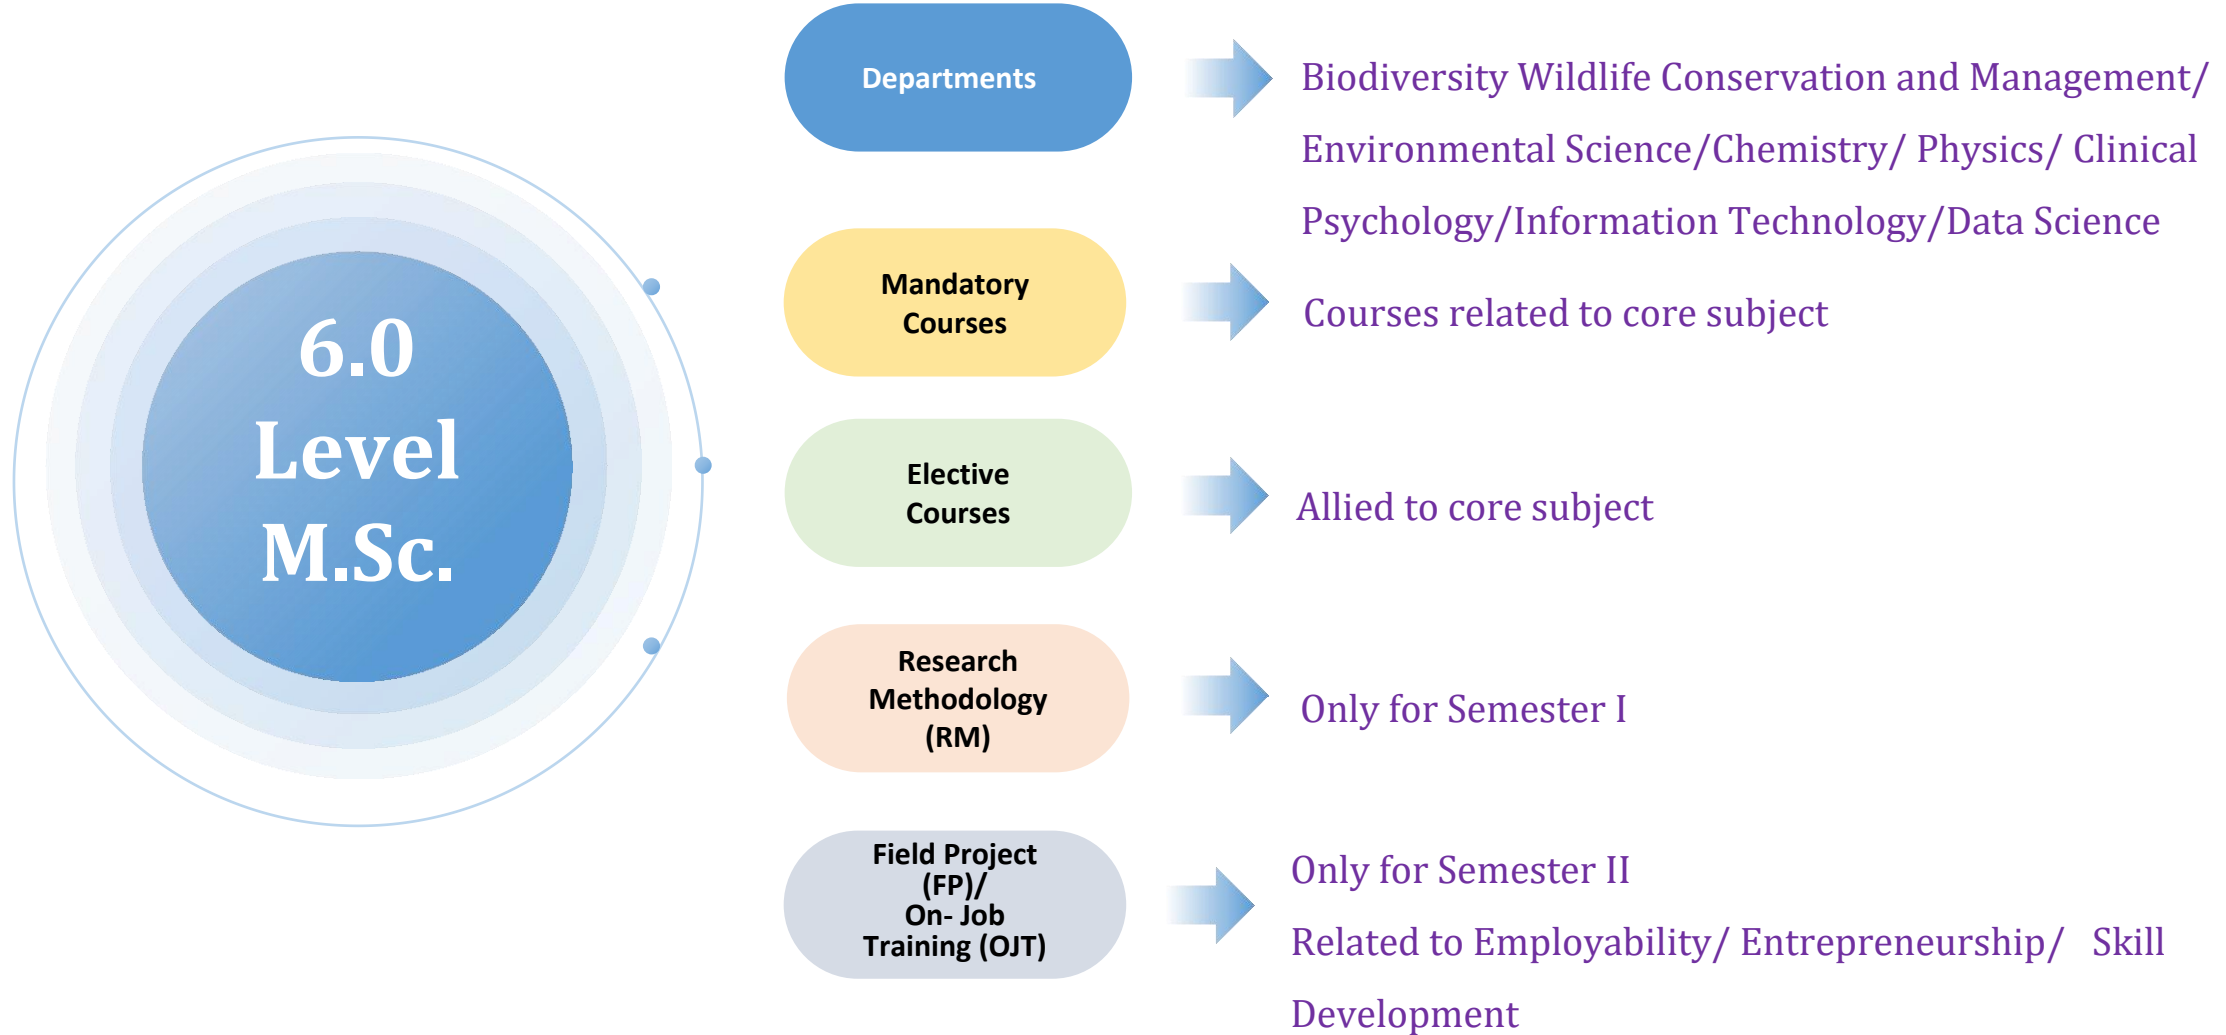 6.0
Level
M.Sc.
Departments
Biodiversity Wildlife Conservation and Management/
Environmental Science/Chemistry/ Physics/ Clinical
Psychology/Information Technology/Data Science
Mandatory
Courses
Courses related to core subject
Elective
Courses
Allied to core subject
Research
Methodology
(RM)
Only for Semester I
Field Project
(FP)/
On- Job
Training (OJT)
Only for Semester II
Related to Employability/ Entrepreneurship/ Skill
Development